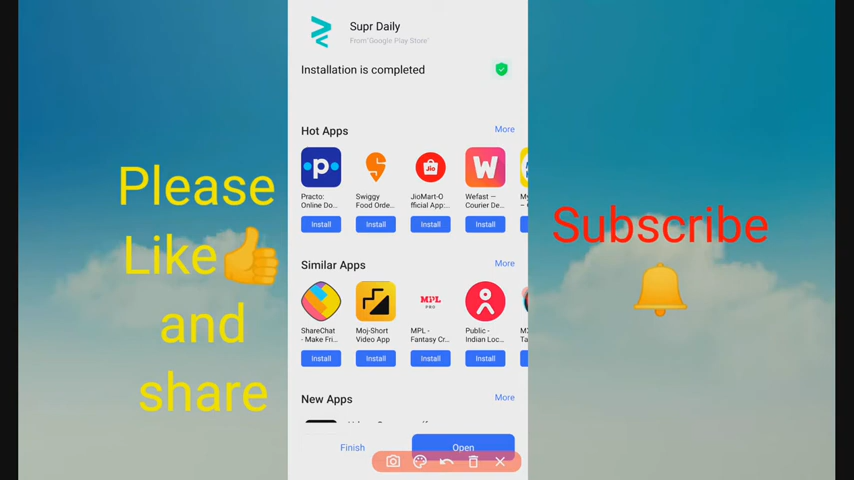 Supr Daily
From"Google Play Store"
Installation is completed
Hot Apps
More
Practo:
Online Do...
Swiggy
Food Orde...
JioMart-O
fficial App:...
Wefast —
Courier De...
Install
Install
Install
Install
Similar Apps
More
MPL
PRO
ShareChat
- Make Fri...
Moj-Short
Video App
MPL -
Fantasy Cr...
Public -
Indian Loc...
Install
Install
Install
Install
New Apps
More
Finish
Open
Please
Like👍
and
share
Subscribe
🔔